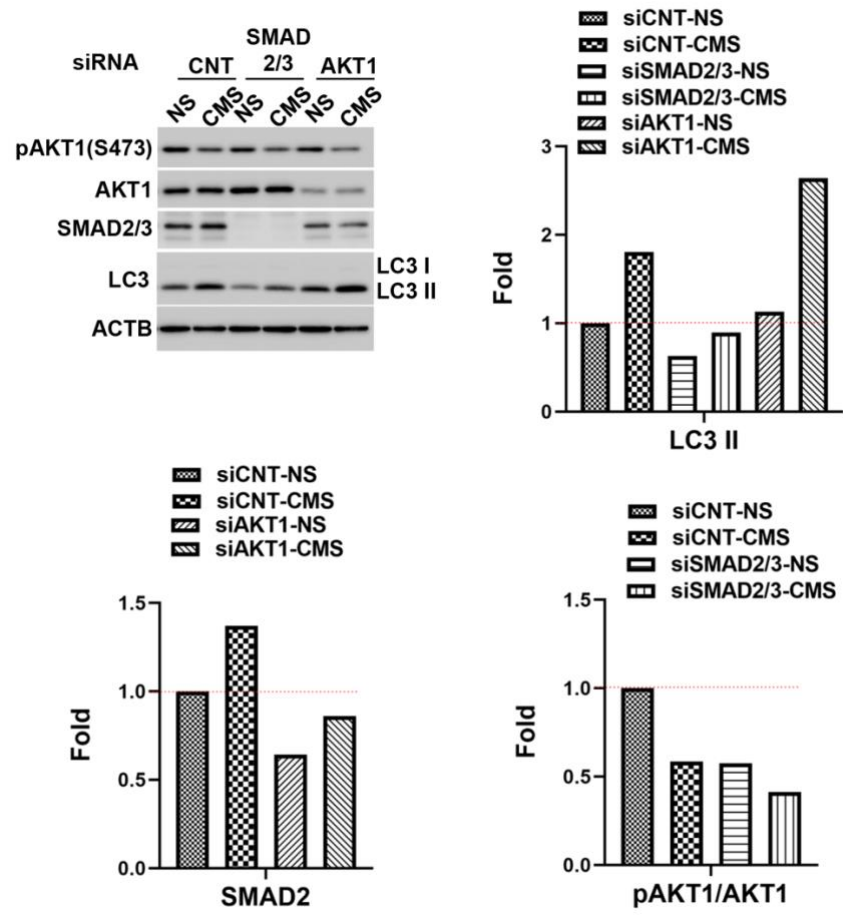 siRNA
SMAD
CNT 2/3 AKT1
NS CMS NS CMS NS CMS
pAKT1(S473)
AKT1
SMAD2/3
LC3
LC3 I
LC3 II
ACTB
siCNT-NS
siCNT-CMS
siSMAD2/3-NS
siSMAD2/3-CMS
siAKT1-NS
siAKT1-CMS
3
2
1
0
Fold
LC3 II
siCNT-NS
siCNT-CMS
siAKT1-NS
siAKT1-CMS
1.5
1.0
0.5
0.0
Fold
SMAD2
siCNT-NS
siCNT-CMS
siSMAD2/3-NS
siSMAD2/3-CMS
1.5
1.0
0.5
0.0
Fold
pAKT1/AKT1